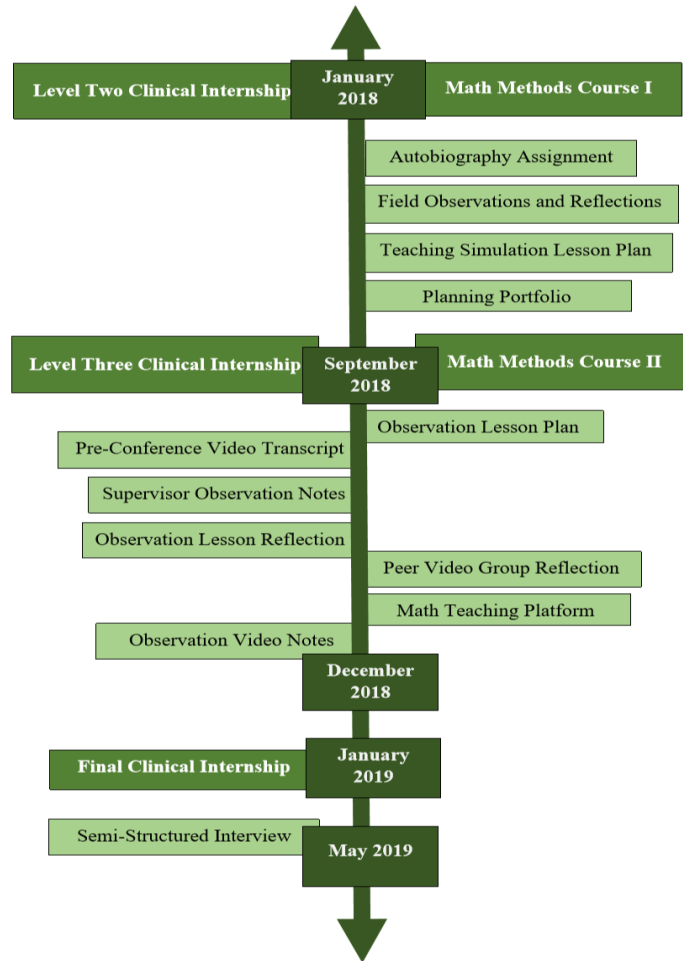 Level Two Clinical Internship
January
2018
Math Methods Course I
Autobiography Assignment
Field Observations and Reflections
Teaching Simulation Lesson Plan
Planning Portfolio
Level Three Clinical Internship
September
2018
Math Methods Course II
Observation Lesson Plan
Pre-Conference Video Transcript
Supervisor Observation Notes
Observation Lesson Reflection
Peer Video Group Reflection
Math Teaching Platform
Observation Video Notes
December
2018
Final Clinical Internship
January
2019
Semi-Structured Interview
May 2019